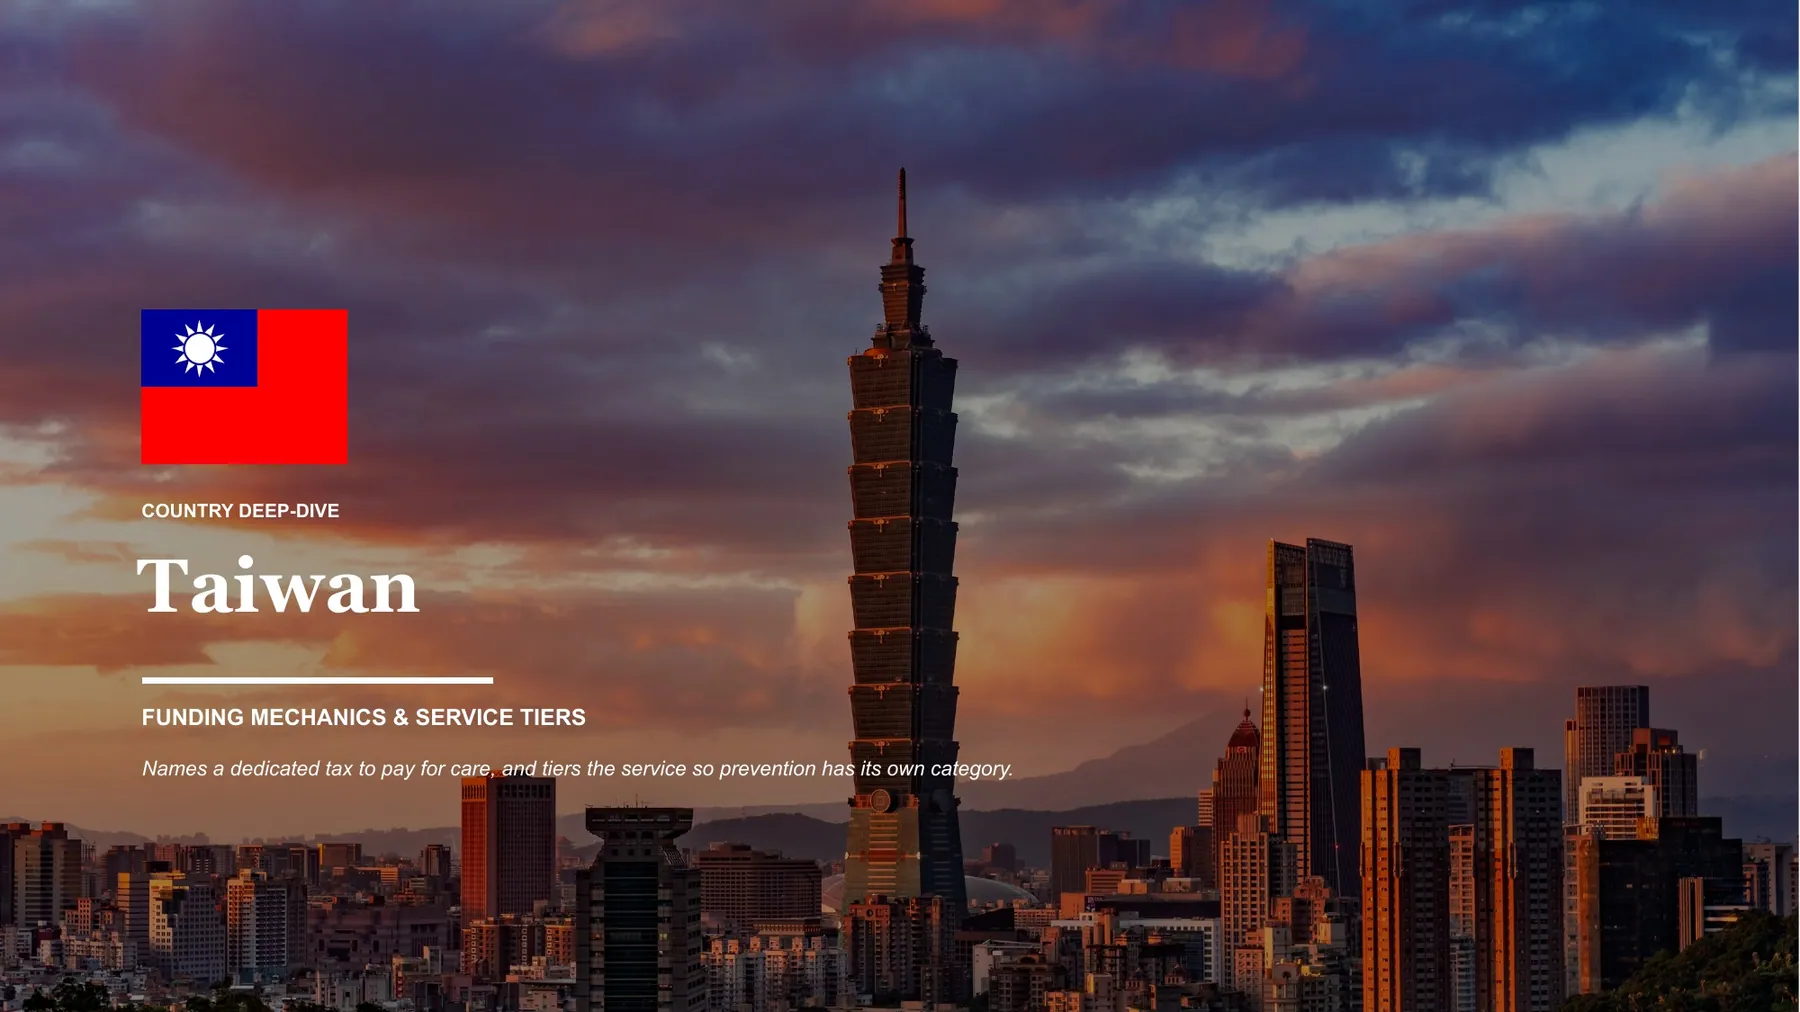 COUNTRY DEEP-DIVE
Taiwan
FUNDING MECHANICS & SERVICE TIERS
Names a dedicated tax to pay for care, and tiers the service so prevention has its own category.